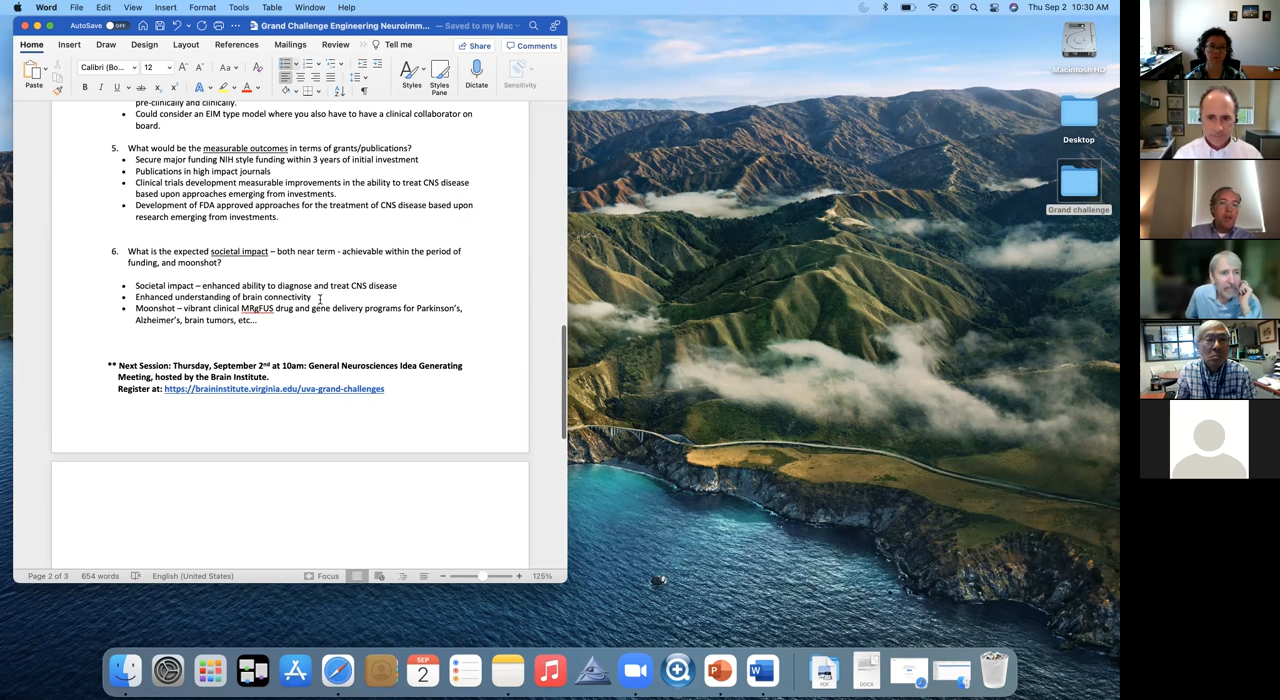 Word File Edit View Insert Format Tools Table Window Help
Thu Sep 2 10:30 AM
AutoSave OFF
Grand Challenge Engineering Neuroimm... — Saved to my Mac
Home Insert Draw Design Layout References Mailings Review Tell me
Share Comments
Paste
Calibri (Bo... 12
Styles
Styles Pane
Dictate
Sensitivity
pre-clinically and clinically.
• Could consider an EIM type model where you also have to have a clinical collaborator on
board.
5. What would be the measurable outcomes in terms of grants/publications?
• Secure major funding NIH style funding within 3 years of initial investment
• Publications in high impact journals
• Clinical trials development measurable improvements in the ability to treat CNS disease
based upon approaches emerging from investments.
• Development of FDA approved approaches for the treatment of CNS disease based upon
research emerging from investments.
6. What is the expected societal impact – both near term - achievable within the period of
funding, and moonshot?
• Societal impact – enhanced ability to diagnose and treat CNS disease
• Enhanced understanding of brain connectivity
• Moonshot – vibrant clinical MRgFUS drug and gene delivery programs for Parkinson's,
Alzheimer's, brain tumors, etc...
** Next Session: Thursday, September 2nd at 10am: General Neurosciences Idea Generating
Meeting, hosted by the Brain Institute.
Register at: https://braininstitute.virginia.edu/uva-grand-challenges
Page 2 of 3 654 words English (United States) Focus 125%
Macintosh HD
Desktop
Grand challenge
SEP
2
PDF
DOCX